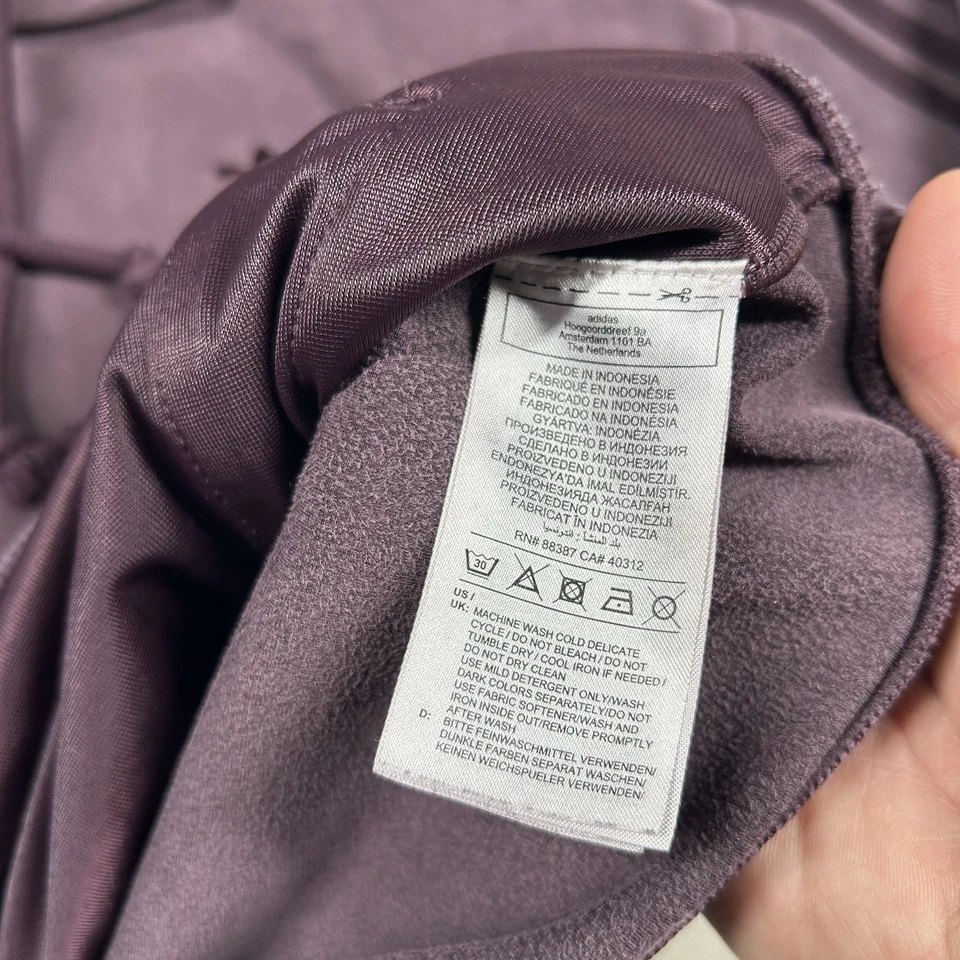 adidas
Hoogoorddreef 9a
Amsterdam 1101 BA
The Netherlands
MADE IN INDONESIA
FABRIQUÉ EN INDONÉSIE
FABRICADO EN INDONESIA
FABRICADO NA INDONÉSIA
GYÁRTVA: INDONÉZIA
ПРОИЗВЕДЕНО В ИНДОНЕЗИЯ
СДЕЛАНО В ИНДОНЕЗИИ
PROIZVEDENO U INDONEZIJI
ENDONEZYA'DA İMAL EDİLMİSTİR.
ИНДОНЕЗИЯДА ЖАСАЛҒАН
PROIZVEDENO U INDONEZIJI
FABRICAT ÎN INDONEZIA
بلد المنشأ : اندونيسيا
RN# 88387 CA# 40312
30
US /
UK: MACHINE WASH COLD DELICATE
CYCLE / DO NOT BLEACH / DO NOT
TUMBLE DRY / COOL IRON IF NEEDED /
DO NOT DRY CLEAN
USE MILD DETERGENT ONLY/WASH
DARK COLORS SEPARATELY/DO NOT
USE FABRIC SOFTENER/WASH AND
IRON INSIDE OUT/REMOVE PROMPTLY
AFTER WASH
D: BITTE FEINWASCHMITTEL VERWENDEN/
DUNKLE FARBEN SEPARAT WASCHEN/
KEINEN WEICHSPUELER VERWENDEN/